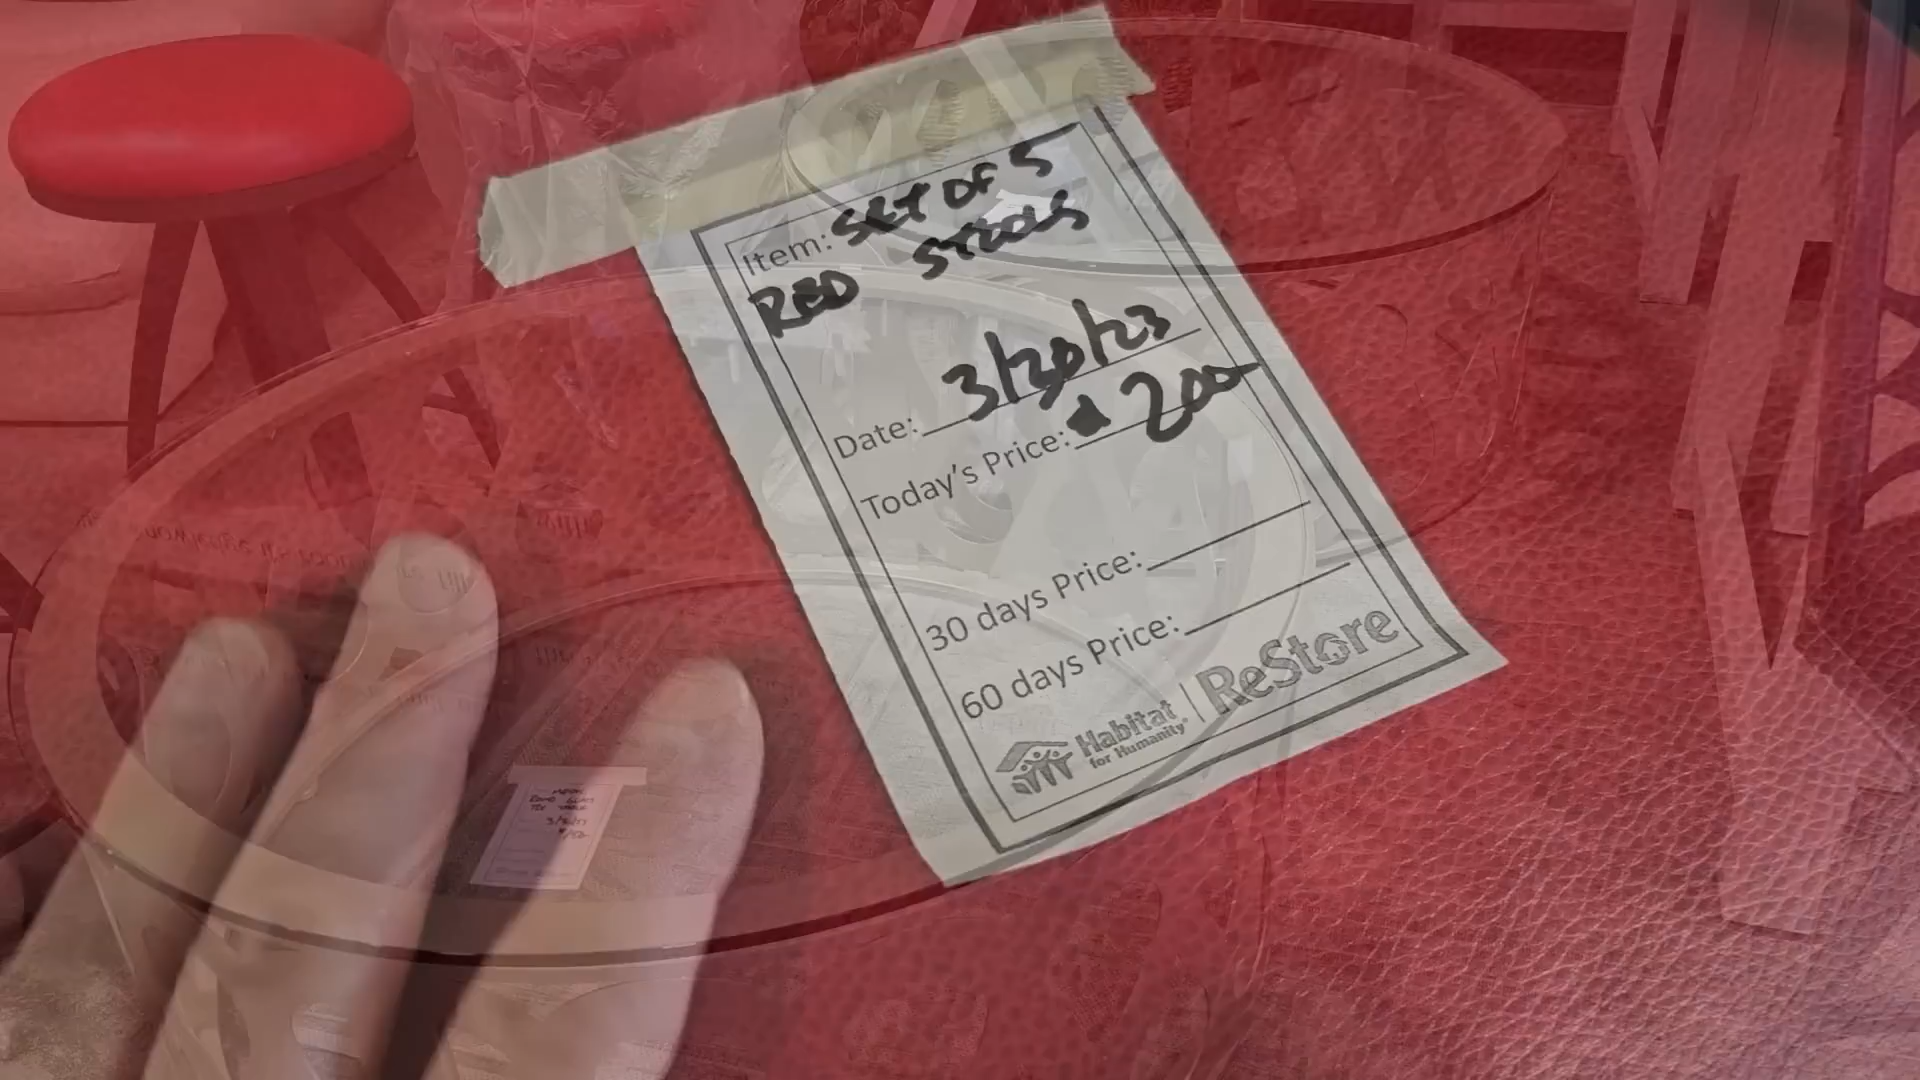 Item: SET OF 5
RED STOOLS
Date: 3/20/23
Today's Price: $200-
30 days Price:
60 days Price:
Habitat
for Humanity
ReStore